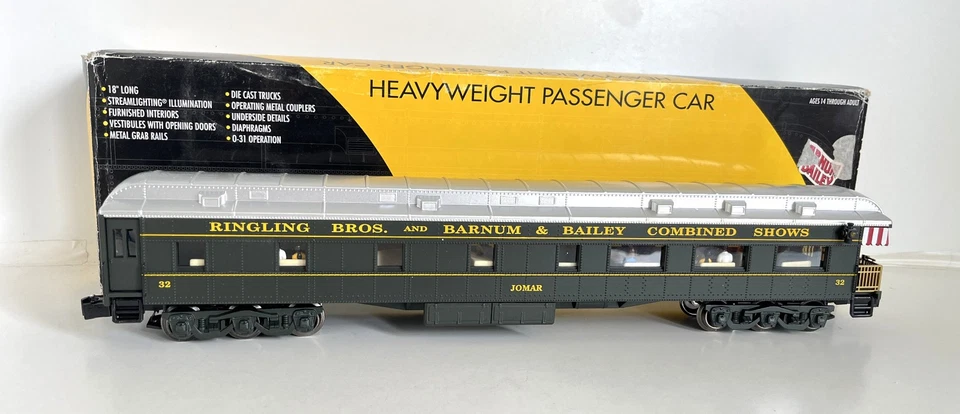 HEAVYWEIGHT PASSENGER CAR
• 18" LONG
• STREAMLIGHTING® ILLUMINATION
• FURNISHED INTERIORS
• VESTIBULES WITH OPENING DOORS
• METAL GRAB RAILS
• DIE CAST TRUCKS
• OPERATING METAL COUPLERS
• UNDERSIDE DETAILS
• DIAPHRAGMS
• O-31 OPERATION
AGES 14 THROUGH ADULT
BAILEY
RINGLING BROS. AND BARNUM & BAILEY COMBINED SHOWS
32 JOMAR 32